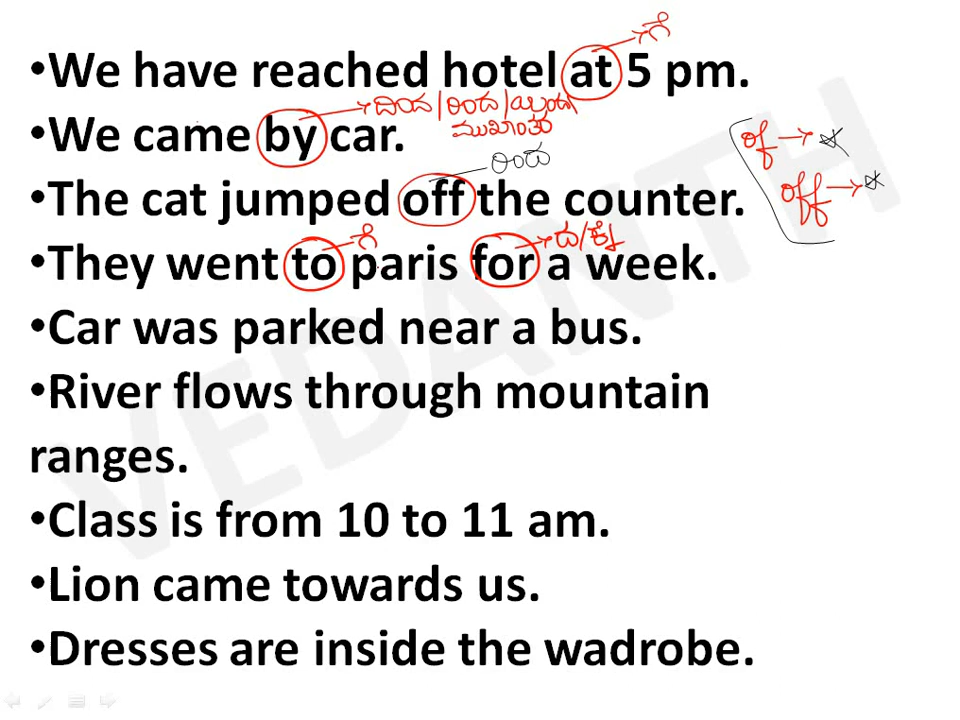 ಗೆ
•We have reached hotel at 5 pm.
ದಿಂದ/ರಿಂದ/ಯಿಂದ
ಮುಖಾಂತರ
•We came by car.
of →
ರಿಂದ
off →
•The cat jumped off the counter.
ಗೆ
•They went to paris for a week.
•Car was parked near a bus.
•River flows through mountain
ranges.
•Class is from 10 to 11 am.
•Lion came towards us.
•Dresses are inside the wadrobe.
VEDANTH